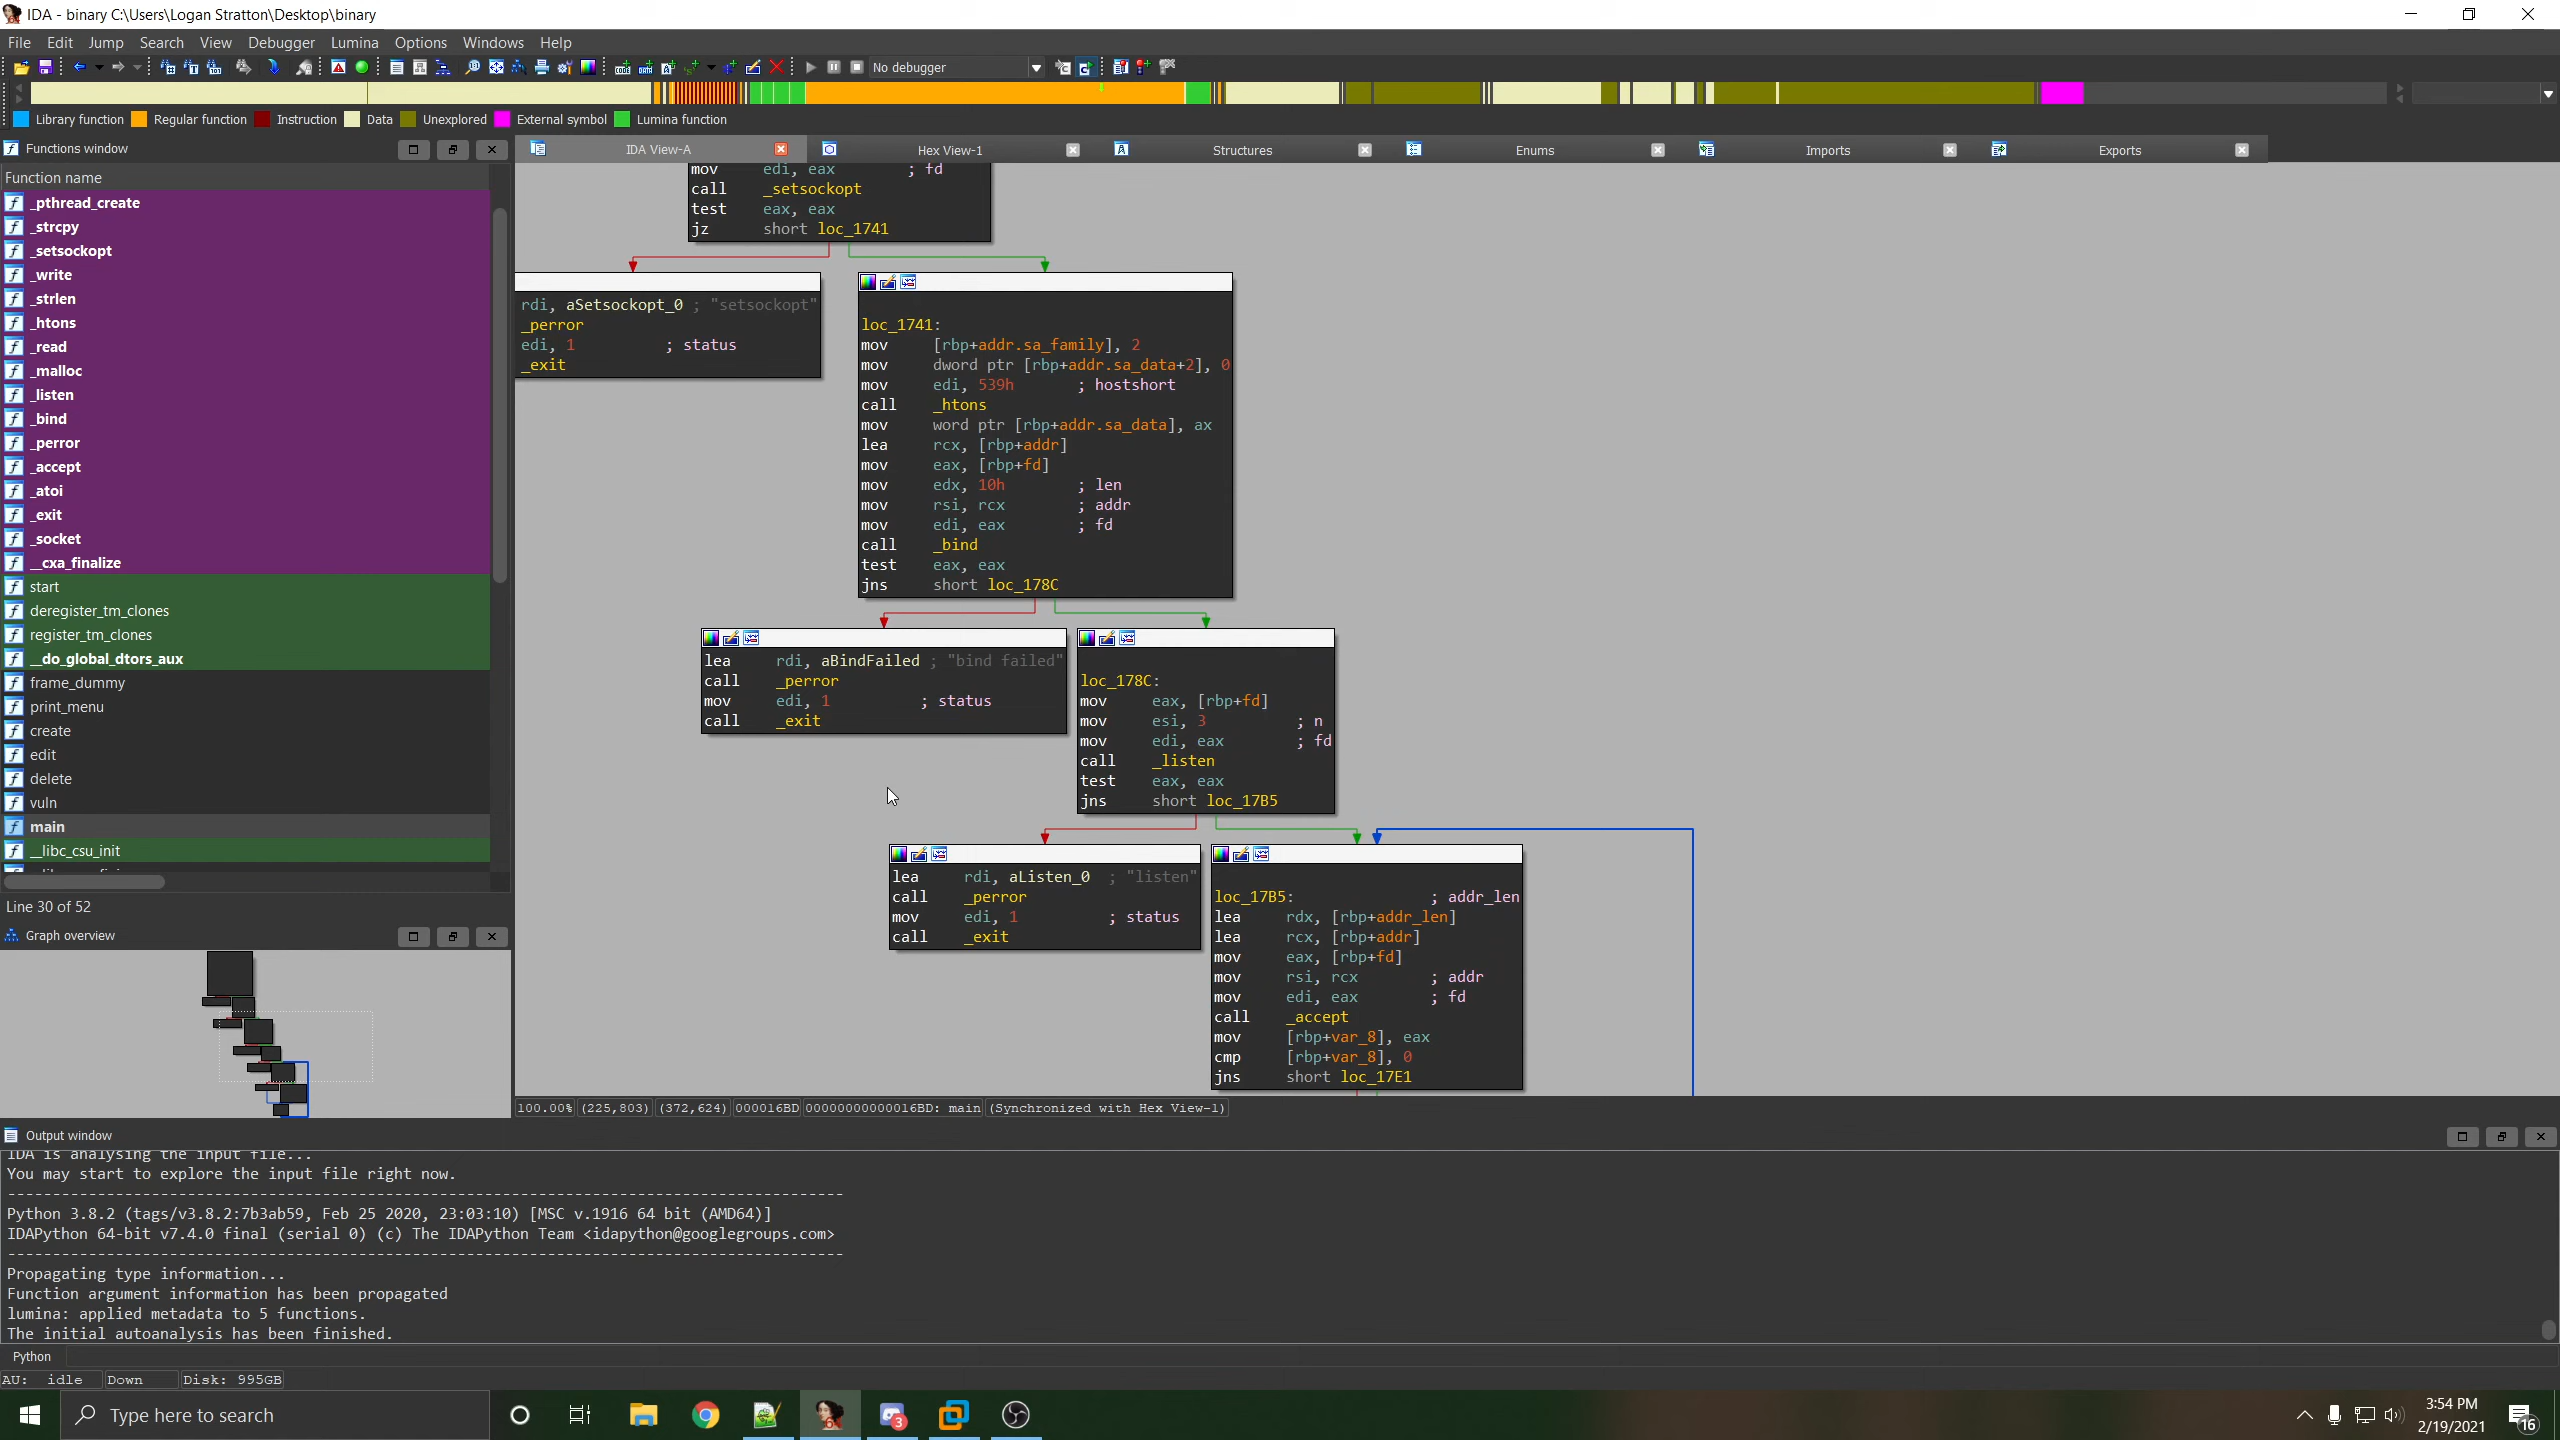 IDA - binary C:\Users\Logan Stratton\Desktop\binary
File Edit Jump Search View Debugger Lumina Options Windows Help
No debugger
Library function Regular function Instruction Data Unexplored External symbol Lumina function
Functions window
Function name
_pthread_create
_strcpy
_setsockopt
_write
_strlen
_htons
_read
_malloc
_listen
_bind
_perror
_accept
_atoi
_exit
_socket
__cxa_finalize
start
deregister_tm_clones
register_tm_clones
__do_global_dtors_aux
frame_dummy
print_menu
create
edit
delete
vuln
main
__libc_csu_init
Line 30 of 52
Graph overview
IDA View-A Hex View-1 Structures Enums Imports Exports
mov edi, eax ; fd
call _setsockopt
test eax, eax
jz short loc_1741
rdi, aSetsockopt_0 ; "setsockopt"
_perror
edi, 1 ; status
_exit
loc_1741:
mov [rbp+addr.sa_family], 2
mov dword ptr [rbp+addr.sa_data+2], 0
mov edi, 539h ; hostshort
call _htons
mov word ptr [rbp+addr.sa_data], ax
lea rcx, [rbp+addr]
mov eax, [rbp+fd]
mov edx, 10h ; len
mov rsi, rcx ; addr
mov edi, eax ; fd
call _bind
test eax, eax
jns short loc_178C
lea rdi, aBindFailed ; "bind failed"
call _perror
mov edi, 1 ; status
call _exit
loc_178C:
mov eax, [rbp+fd]
mov esi, 3 ; n
mov edi, eax ; fd
call _listen
test eax, eax
jns short loc_17B5
lea rdi, aListen_0 ; "listen"
call _perror
mov edi, 1 ; status
call _exit
loc_17B5: ; addr_len
lea rdx, [rbp+addr_len]
lea rcx, [rbp+addr]
mov eax, [rbp+fd]
mov rsi, rcx ; addr
mov edi, eax ; fd
call _accept
mov [rbp+var_8], eax
cmp [rbp+var_8], 0
jns short loc_17E1
100.00% (225,803) (372,624) 000016BD 00000000000016BD: main (Synchronized with Hex View-1)
Output window
IDA is analysing the input file...
You may start to explore the input file right now.
---------------------------------------------------------------------------------------------
Python 3.8.2 (tags/v3.8.2:7b3ab59, Feb 25 2020, 23:03:10) [MSC v.1916 64 bit (AMD64)]
IDAPython 64-bit v7.4.0 final (serial 0) (c) The IDAPython Team <idapython@googlegroups.com>
---------------------------------------------------------------------------------------------
Propagating type information...
Function argument information has been propagated
lumina: applied metadata to 5 functions.
The initial autoanalysis has been finished.
Python
AU: idle Down Disk: 995GB
Type here to search
64
3
3:54 PM
2/19/2021
16